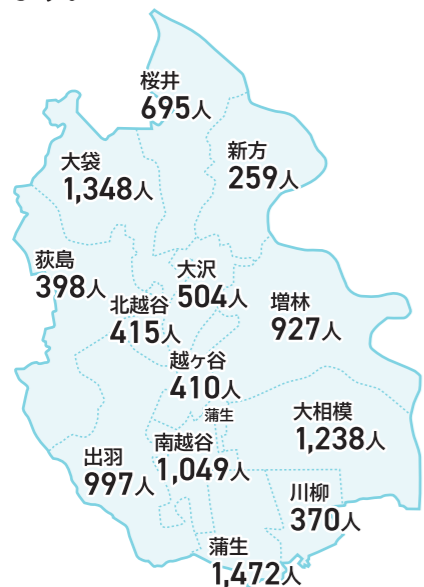 桜井
695人
新方
259人
大袋
1,348人
荻島
398人
大沢
504人
北越谷
415人
増林
927人
越ヶ谷
410人
蒲生
大相模
1,238人
南越谷
1,049人
出羽
997人
川柳
370人
蒲生
1,472人